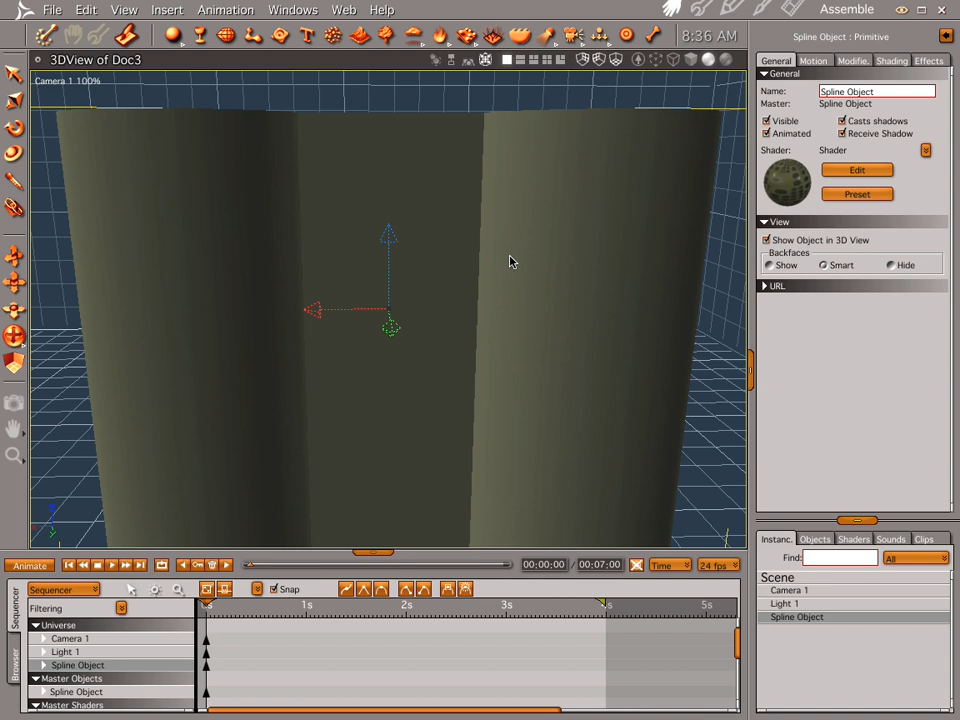 File Edit View Insert Animation Windows Web Help Assemble
8:36 AM
Spline Object : Primitive
3DView of Doc3
Camera 1 100%
General Motion Modifie. Shading Effects
General
Name: Spline Object
Master: Spline Object
Visible Casts shadows
Animated Receive Shadow
Shader: Shader
Edit
Preset
View
Show Object in 3D View
Backfaces
Show Smart Hide
URL
Instanc. Objects Shaders Sounds Clips
Find: All
Scene
Camera 1
Light 1
Spline Object
Animate 00:00;00 / 00:07;00 Time 24 fps
Sequencer Snap
Filtering
1s 2s 3s 5s
Sequencer
Browser
Universe
Camera 1
Light 1
Spline Object
Master Objects
Spline Object
Master Shaders